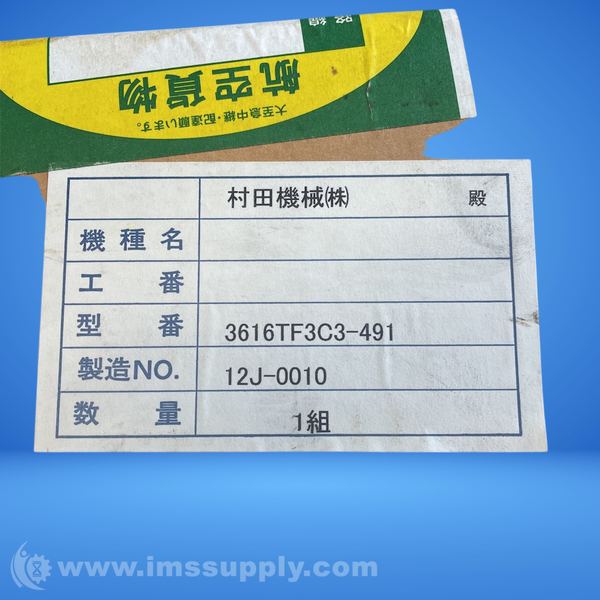 路線
航空貨物
大至急中継・配達願います。
村田機械㈱ 殿
機種名
工番
型番 3616TF3C3-491
製造NO. 12J-0010
数量 1組
www.imssupply.com